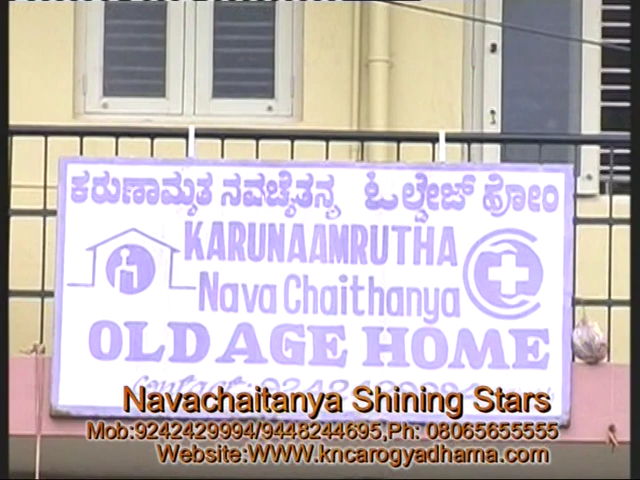 ಕರುಣಾಮೃತ ನವಚೈತನ್ಯ ಓಲ್ಡೇಜ್ ಹೋಂ
KARUNAAMRUTHA
Nava Chaithanya
OLD AGE HOME
Contact:
Navachaitanya Shining Stars
Mob:9242429994/9448244695,Ph: 08065655555
Website:WWW.kncarogyadhama.com